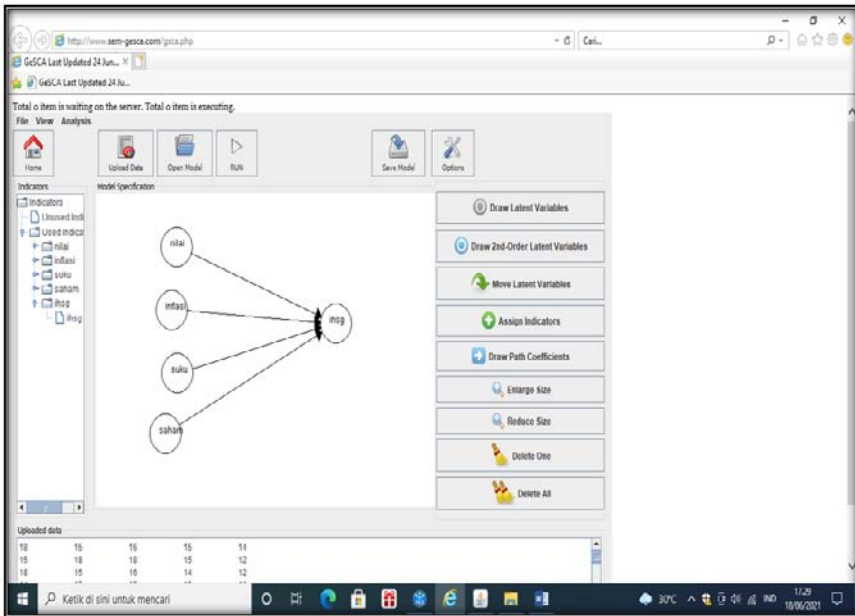 http://www.sem-gesca.com/gsca.php
Cari...
GeSCA Last Updated 24 Jun...
GeSCA Last Updated 24 Ju...
Total 0 item is waiting on the server. Total 0 item is executing.
File View Analysis
Home
Upload Data
Open Model
RUN
Save Model
Options
Indicators
Model Specification
Indicators
Unused Indi
Used Indica
nilai
inflasi
suku
saham
ihsg
ihsg
nilai
inflasi
suku
saham
ihsg
Draw Latent Variables
Draw 2nd-Order Latent Variables
Move Latent Variables
Assign Indicators
Draw Path Coefficients
Enlarge Size
Reduce Size
Delete One
Delete All
Uploaded data
18 16 16 15 14
15 18 18 15 12
18 15 16 14 12
Ketik di sini untuk mencari
30°C
IND
17.29
10/06/2021